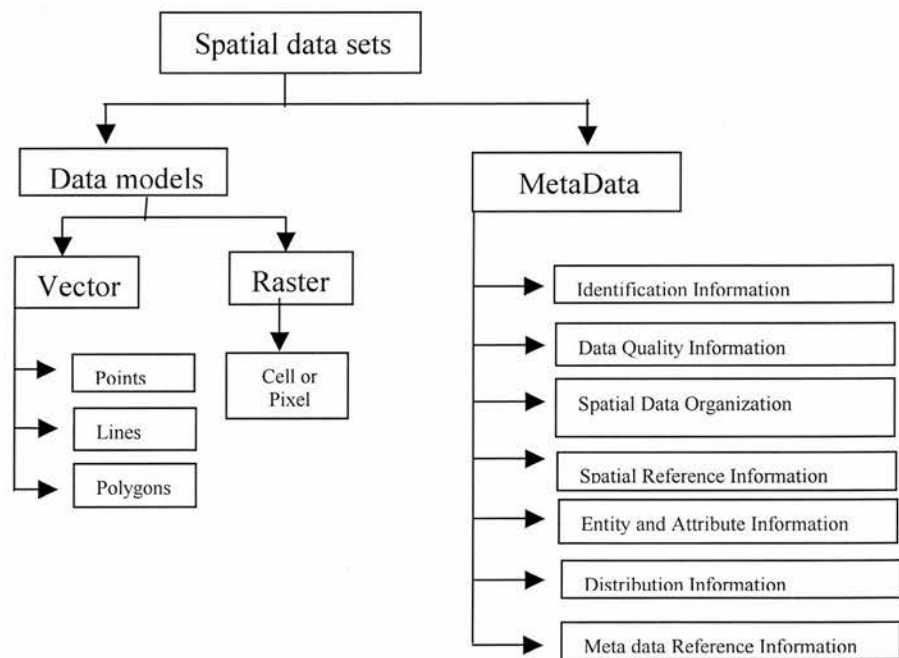 Spatial data sets
Data models
MetaData
Vector
Raster
Points
Lines
Polygons
Cell or
Pixel
Identification Information
Data Quality Information
Spatial Data Organization
Spatial Reference Information
Entity and Attribute Information
Distribution Information
Meta data Reference Information